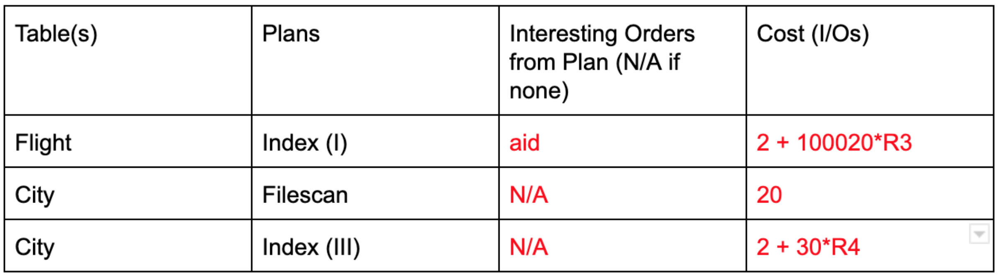 Table(s) Plans Interesting Orders Cost (I/Os)
from Plan (N/A if
none)
Flight Index (I) aid 2 + 100020*R3
City Filescan N/A 20
City Index (III) N/A 2 + 30*R4